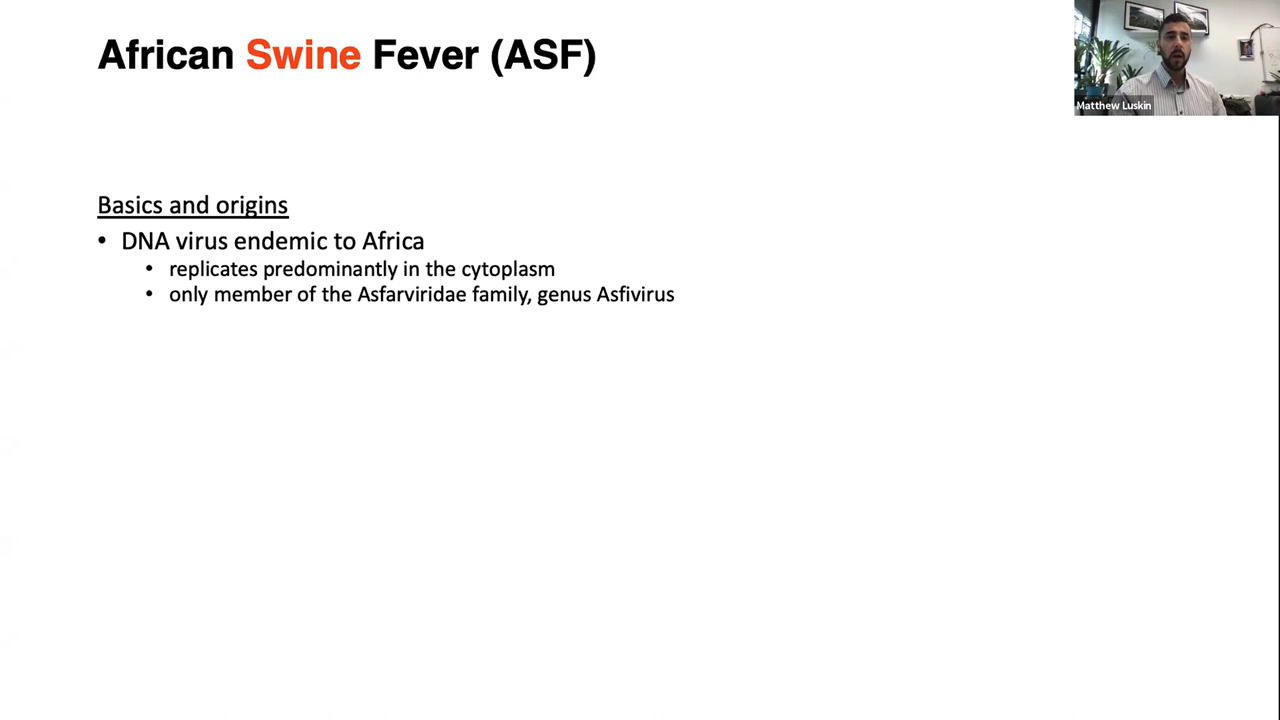 African Swine Fever (ASF)
Matthew Luskin
Basics and origins
• DNA virus endemic to Africa
• replicates predominantly in the cytoplasm
• only member of the Asfarviridae family, genus Asfivirus